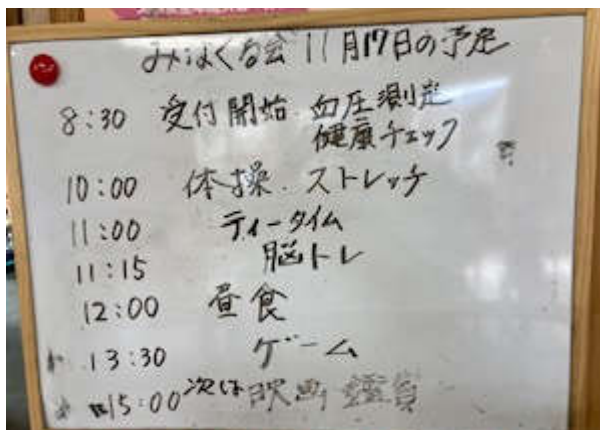 みはくる会 11月17日の予定
8:30 受付開始 血圧測定
健康チェック
10:00 体操.ストレッチ
11:00 ティータイム
11:15 脳トレ
12:00 昼食
13:30 ゲーム
15:00 次は 映画 鑑賞